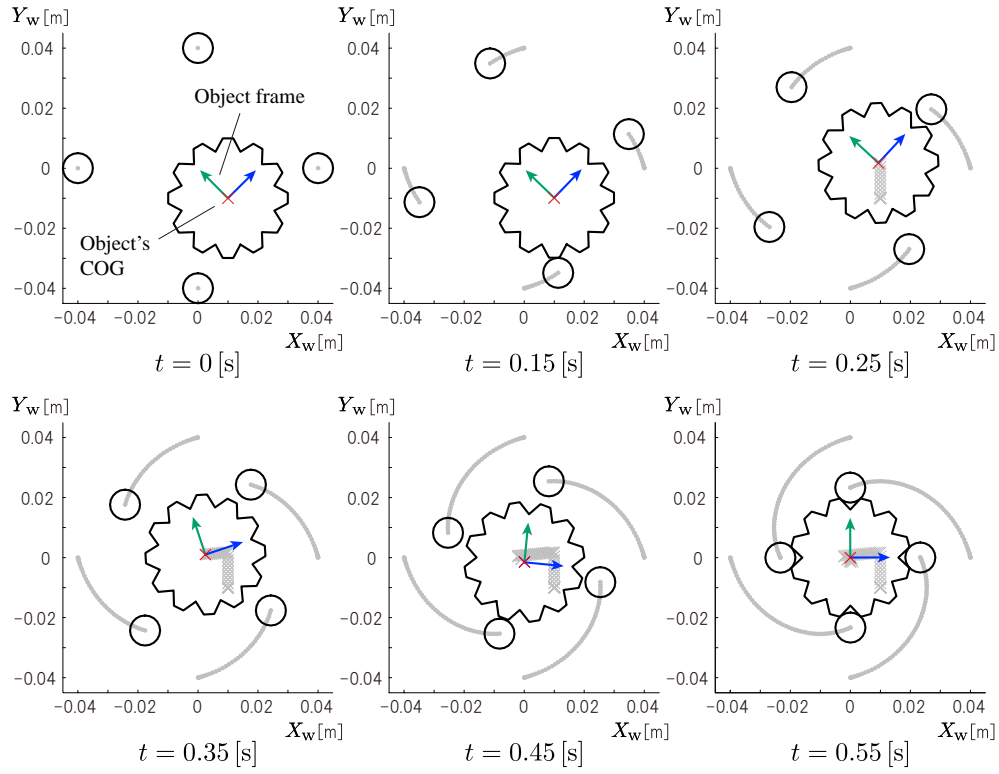 Y_w [m]
0.04
0.02
0
−0.02
−0.04
−0.04 −0.02 0 0.02 0.04
X_w [m]
Object frame
Object's
COG
t = 0 [s]
Y_w [m]
0.04
0.02
0
−0.02
−0.04
−0.04 −0.02 0 0.02 0.04
X_w [m]
t = 0.15 [s]
Y_w [m]
0.04
0.02
0
−0.02
−0.04
−0.04 −0.02 0 0.02 0.04
X_w [m]
t = 0.25 [s]
Y_w [m]
0.04
0.02
0
−0.02
−0.04
−0.04 −0.02 0 0.02 0.04
X_w [m]
t = 0.35 [s]
Y_w [m]
0.04
0.02
0
−0.02
−0.04
−0.04 −0.02 0 0.02 0.04
X_w [m]
t = 0.45 [s]
Y_w [m]
0.04
0.02
0
−0.02
−0.04
−0.04 −0.02 0 0.02 0.04
X_w [m]
t = 0.55 [s]